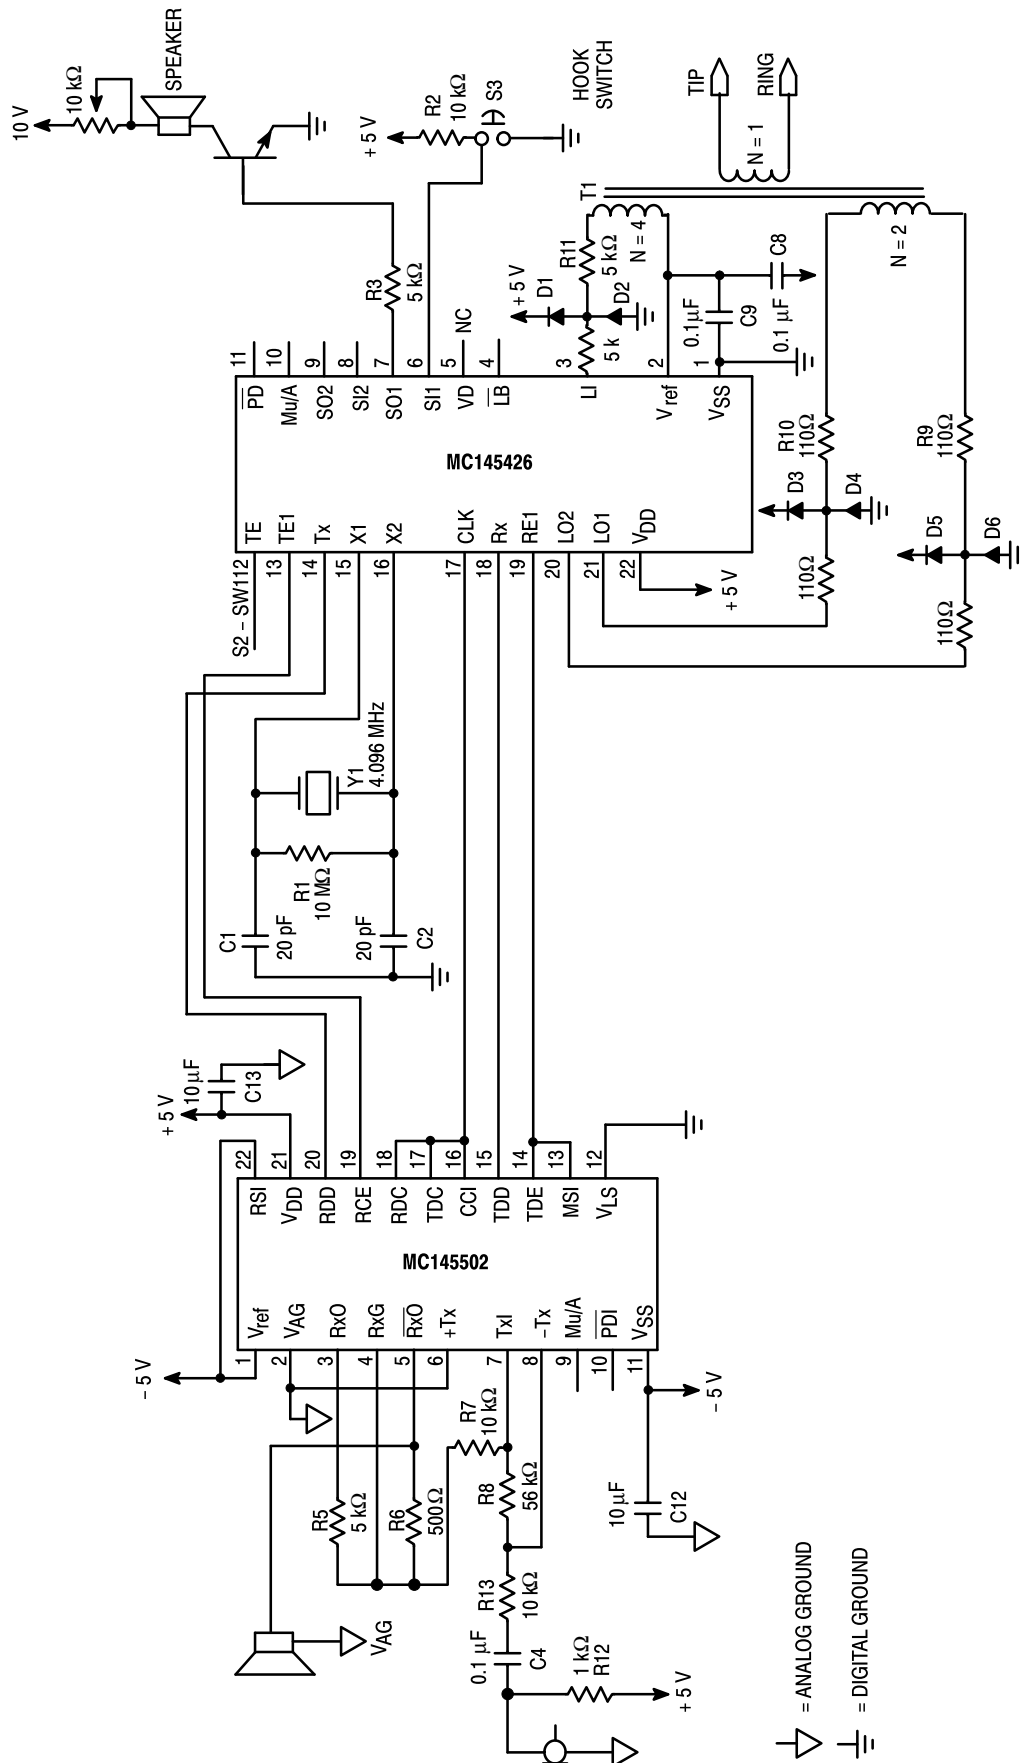 10 V
10 kΩ
SPEAKER
+ 5 V
R2
10 kΩ
S3
HOOK
SWITCH
R3
5 kΩ
NC
+ 5 V
D1
D2
R11
5 kΩ
5 k
T1
N = 4
TIP
RING
N = 1
N = 2
0.1 µF
C9
C8
0.1 µF
11
10
9
8
7
6
5
4
3
2
1
PD
Mu/A
SO2
SI2
SO1
SI1
VD
LB
LI
Vref
VSS
MC145426
TE
TE1
Tx
X1
X2
CLK
Rx
RE1
LO2
LO1
VDD
S2 – SW112
13
14
15
16
17
18
19
20
21
22
+ 5 V
R10
110Ω
D3
D4
110Ω
R9
110Ω
D5
D6
110Ω
Y1
4.096 MHz
R1
10 MΩ
C1
20 pF
20 pF
C2
+ 5 V
10 µF
C13
22
21
20
19
18
17
16
15
14
13
12
RSI
VDD
RDD
RCE
RDC
TDC
CCI
TDD
TDE
MSI
VLS
MC145502
Vref
VAG
RxO
RxG
RxO
+Tx
TxI
–Tx
Mu/A
PDI
VSS
1
2
3
4
5
6
7
8
9
10
11
– 5 V
R5
5 kΩ
R6
500Ω
R7
10 kΩ
R8
56 kΩ
R13
10 kΩ
0.1 µF
C4
1 kΩ
R12
+ 5 V
VAG
10 µF
C12
– 5 V
= ANALOG GROUND
= DIGITAL GROUND